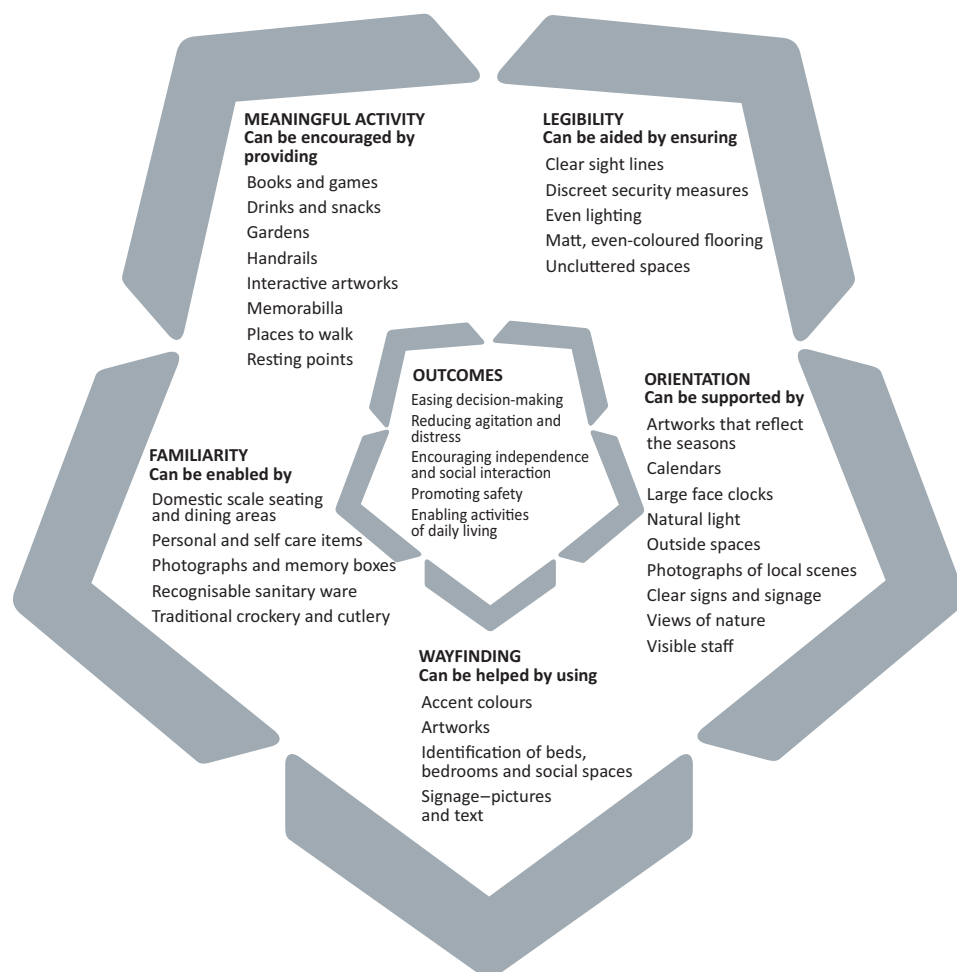 MEANINGFUL ACTIVITY
Can be encouraged by
providing
Books and games
Drinks and snacks
Gardens
Handrails
Interactive artworks
Memorabilla
Places to walk
Resting points
LEGIBILITY
Can be aided by ensuring
Clear sight lines
Discreet security measures
Even lighting
Matt, even-coloured flooring
Uncluttered spaces
OUTCOMES
Easing decision-making
Reducing agitation and
distress
Encouraging independence
and social interaction
Promoting safety
Enabling activities
of daily living
ORIENTATION
Can be supported by
Artworks that reflect
the seasons
Calendars
Large face clocks
Natural light
Outside spaces
Photographs of local scenes
Clear signs and signage
Views of nature
Visible staff
FAMILIARITY
Can be enabled by
Domestic scale seating
and dining areas
Personal and self care items
Photographs and memory boxes
Recognisable sanitary ware
Traditional crockery and cutlery
WAYFINDING
Can be helped by using
Accent colours
Artworks
Identification of beds,
bedrooms and social spaces
Signage–pictures
and text